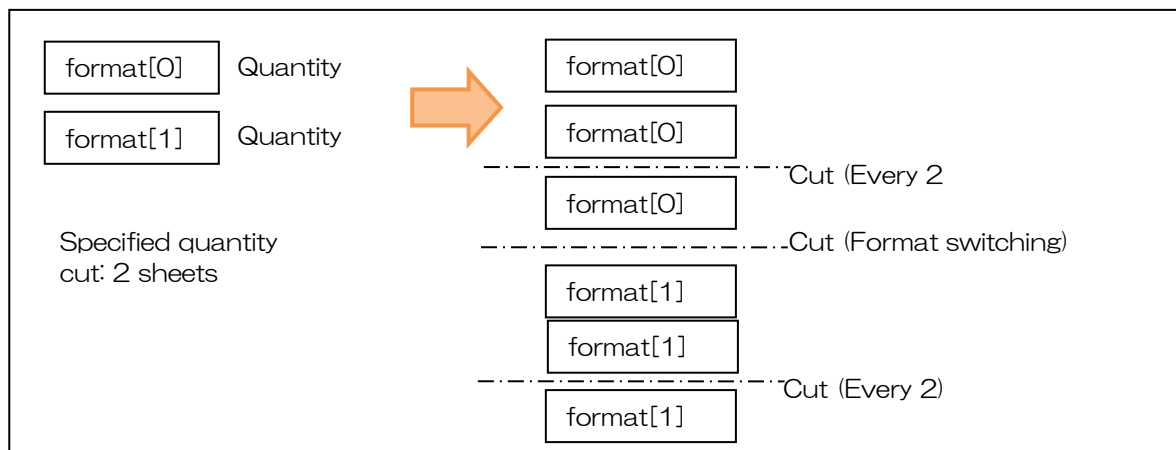 format[0] Quantity
format[1] Quantity
Specified quantity
cut: 2 sheets
format[0]
format[0]
Cut (Every 2
format[0]
Cut (Format switching)
format[1]
format[1]
Cut (Every 2)
format[1]